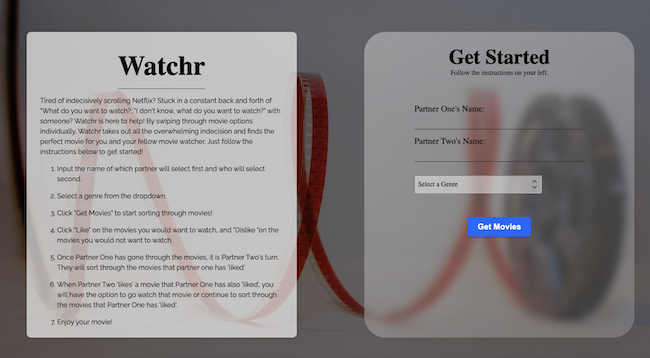 Watchr
Tired of indecisively scrolling Netflix? Stuck in a constant back and forth of
"What do you want to watch?, "I don't know, what do you want to watch?" with
someone? Watchr is here to help! By swiping through movie options
individually, Watchr takes out all the overwhelming indecision and finds the
perfect movie for you and your fellow movie watcher. Just follow the
instructions below to get started!
1. Input the name of which partner will select first and who will select
second.
2. Select a genre from the dropdown.
3. Click "Get Movies" to start sorting through movies!
4. Click "Like" on the movies you would want to watch, and "Dislike "on the
movies you would not want to watch.
5. Once Partner One has gone through the movies, it is Partner Two's turn.
They will sort through the movies that partner one has 'liked'.
6. When Partner Two 'likes' a movie that Partner One has also 'liked', you
will have the option to go watch that movie or continue to sort through
the movies that Partner One has 'liked'.
7. Enjoy your movie!
Get Started
Follow the instructions on your left.
Partner One's Name:
Partner Two's Name:
Select a Genre
Get Movies